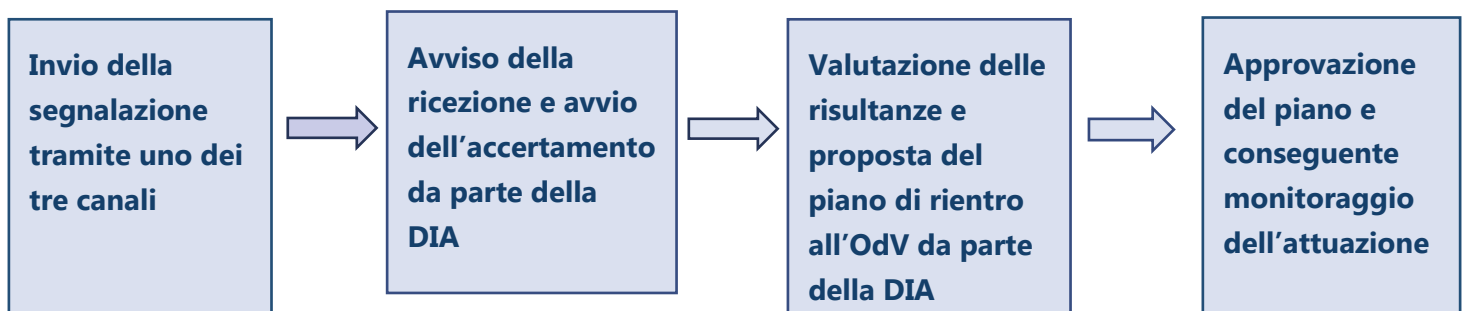 Invio della
segnalazione
tramite uno dei
tre canali
Avviso della
ricezione e avvio
dell’accertamento
da parte della
DIA
Valutazione delle
risultanze e
proposta del
piano di rientro
all’OdV da parte
della DIA
Approvazione
del piano e
conseguente
monitoraggio
dell’attuazione